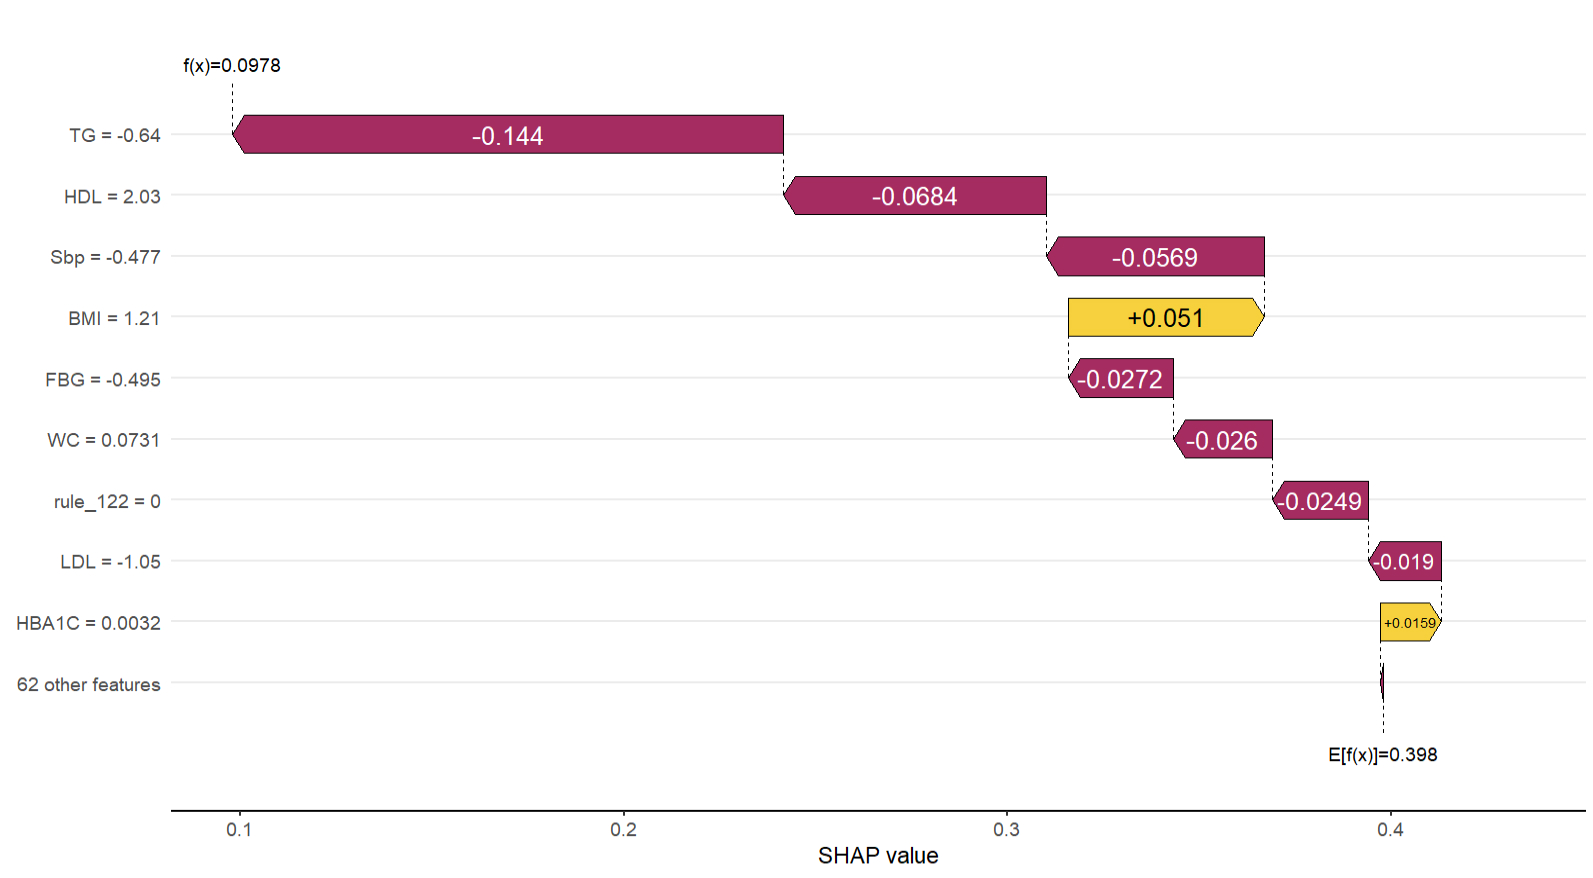 f(x)=0.0978
TG = -0.64
-0.144
HDL = 2.03
-0.0684
Sbp = -0.477
-0.0569
BMI = 1.21
+0.051
FBG = -0.495
-0.0272
WC = 0.0731
-0.026
rule_122 = 0
-0.0249
LDL = -1.05
-0.019
HBA1C = 0.0032
+0.0159
62 other features
E[f(x)]=0.398
0.1 0.2 0.3 0.4
SHAP value